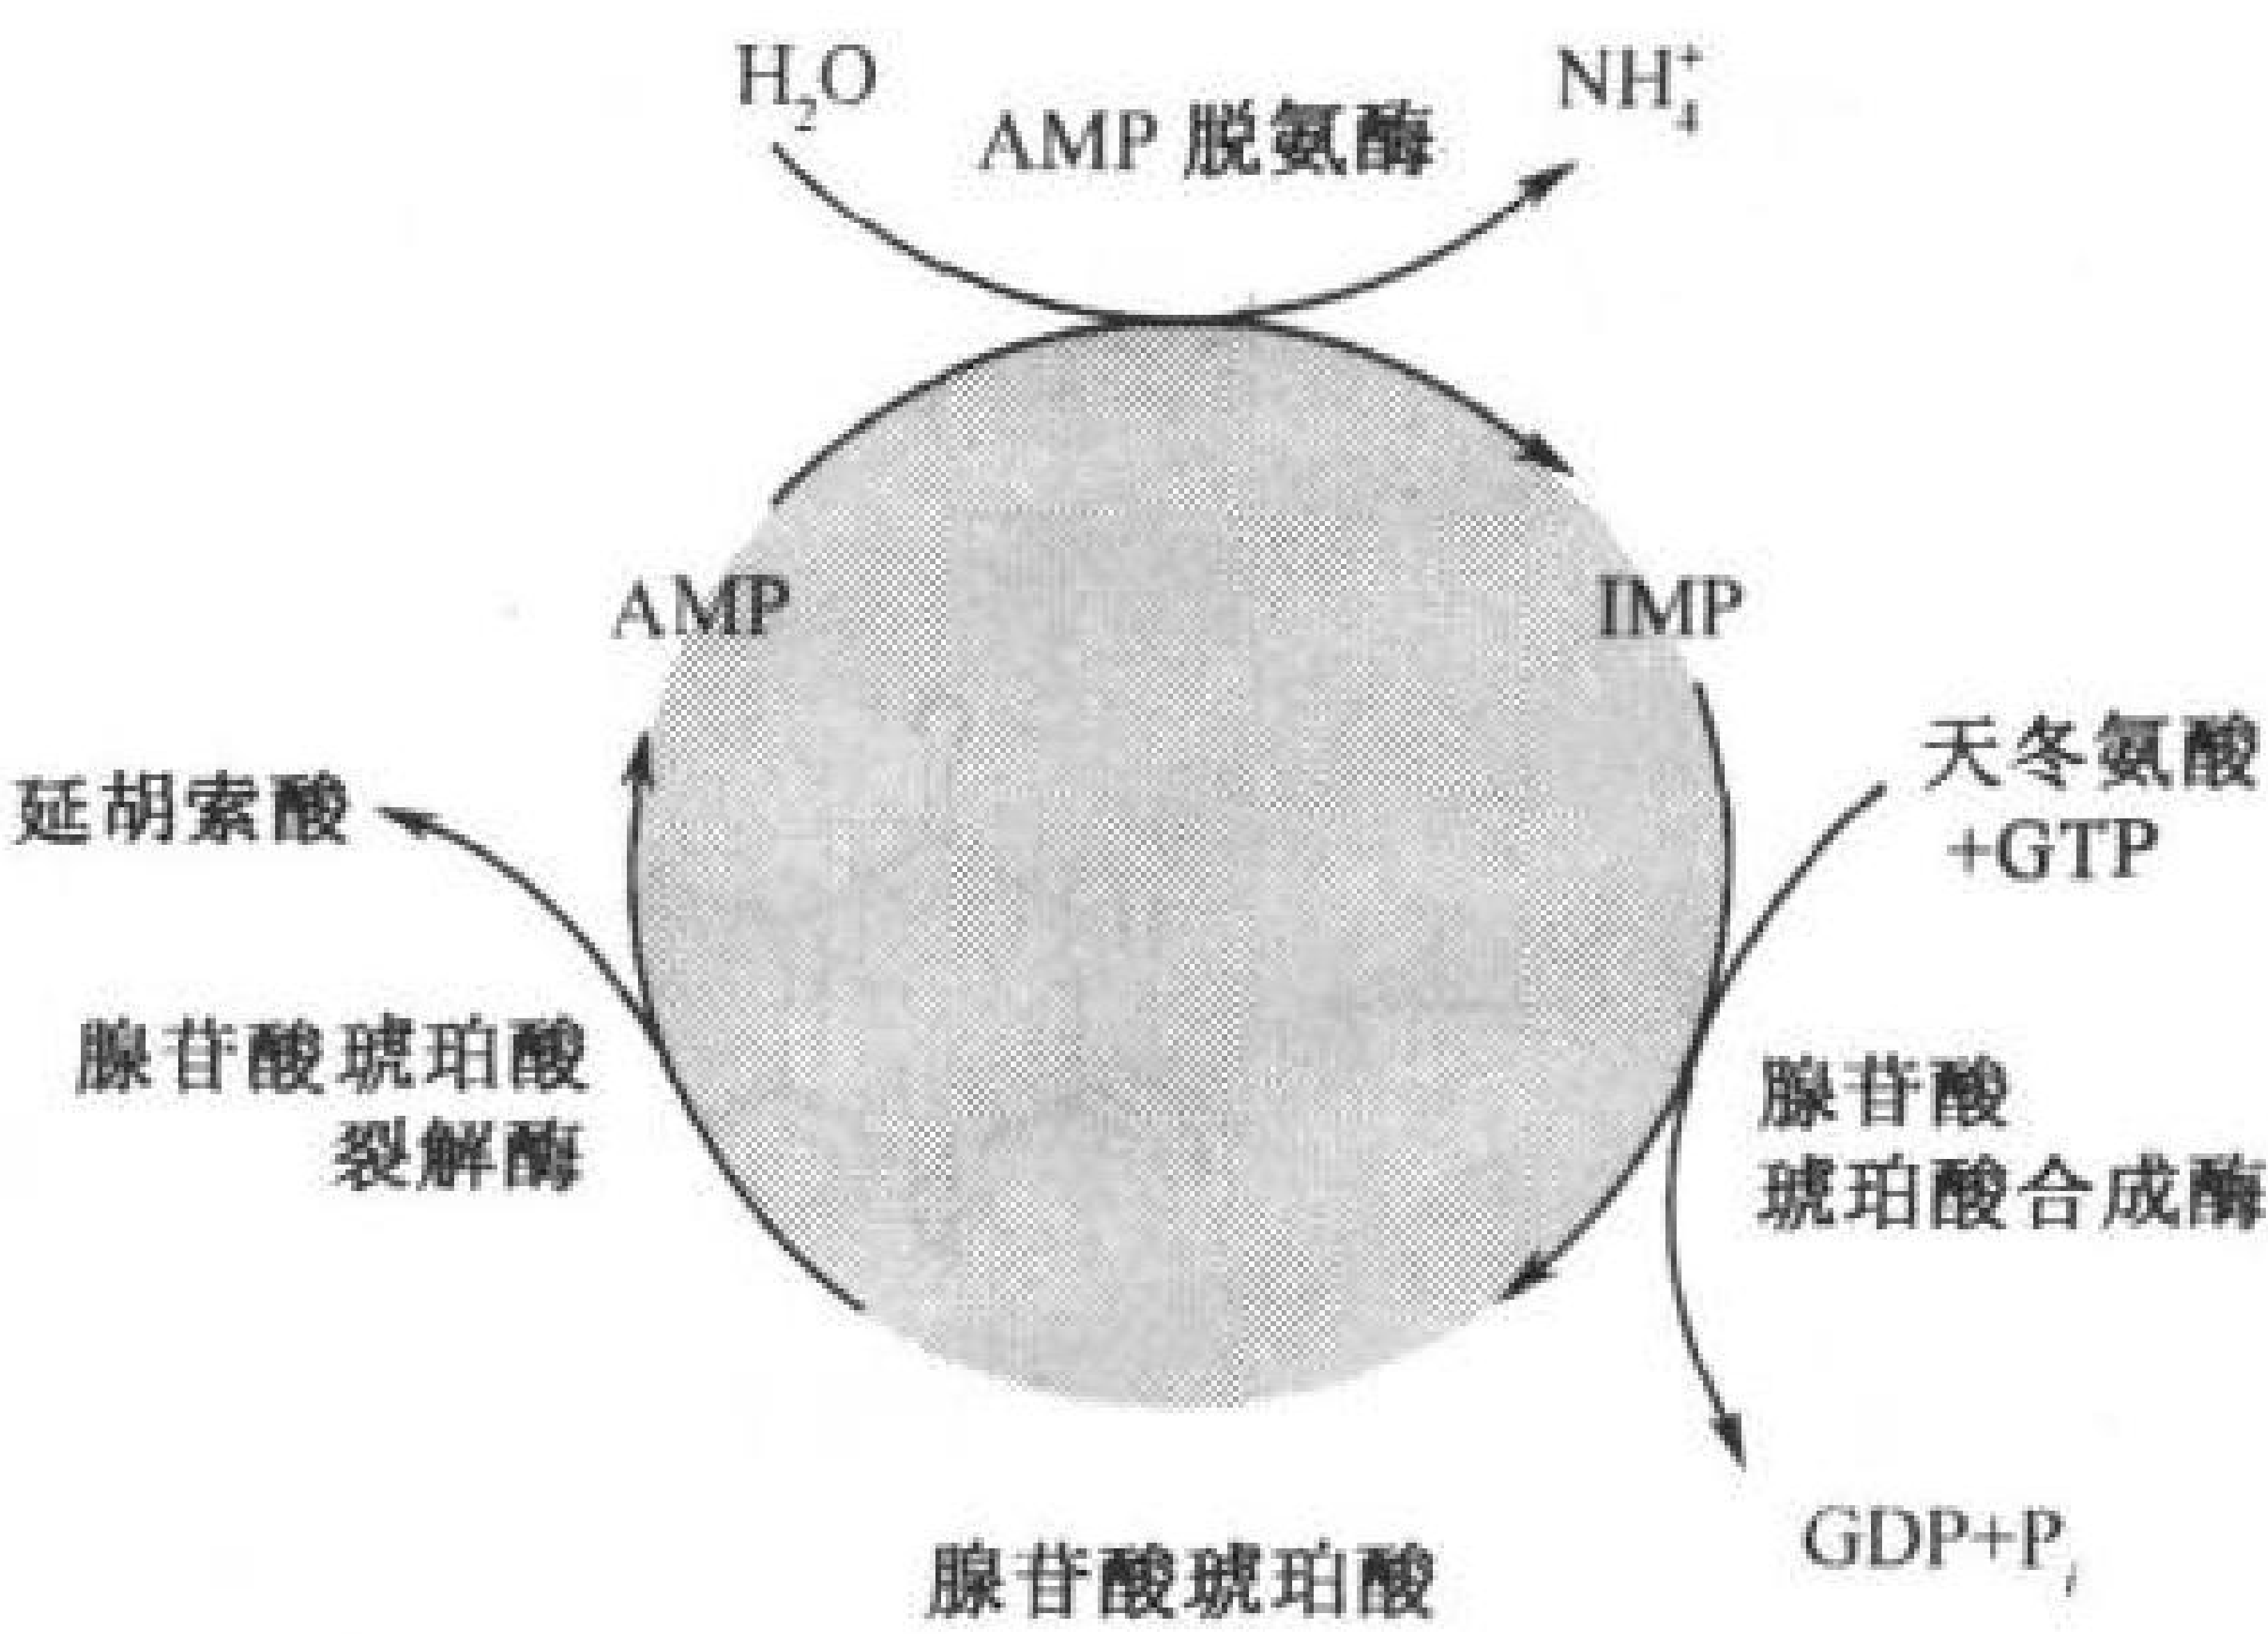 H₂O
AMP 脱氨酶
NH₄⁺
AMP
IMP
天冬氨酸
+GTP
延胡索酸
腺苷酸琥珀酸
裂解酶
腺苷酸
琥珀酸合成酶
GDP+Pᵢ
腺苷酸琥珀酸